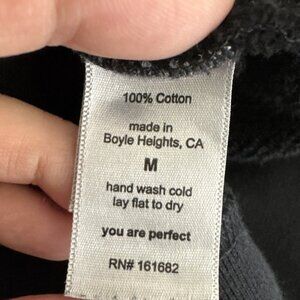 100% Cotton
made in
Boyle Heights, CA
M
hand wash cold
lay flat to dry
you are perfect
RN# 161682